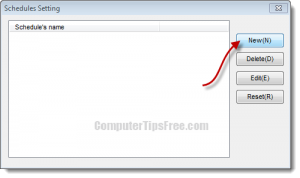 Schedules Setting
Schedule's name
New(N)
Delete(D)
Edit(E)
Reset(R)
ComputerTipsFree.com